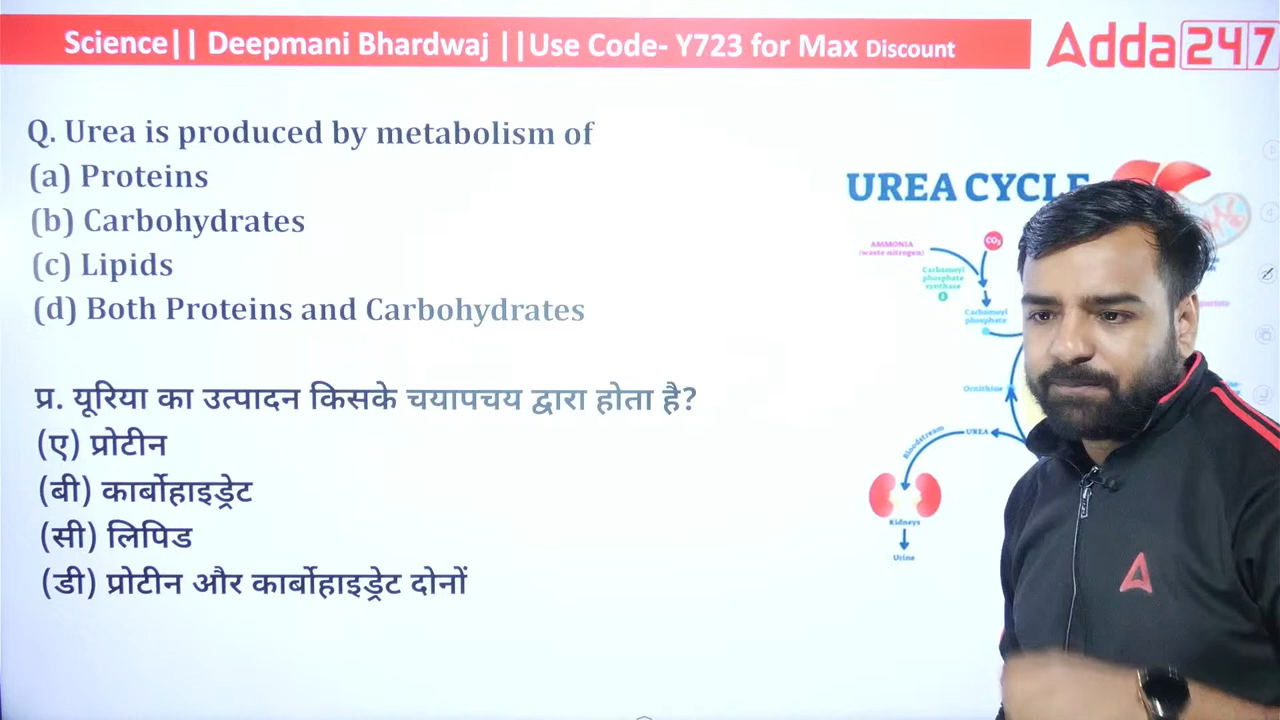 Science|| Deepmani Bhardwaj ||Use Code- Y723 for Max Discount
Adda247
Q. Urea is produced by metabolism of
(a) Proteins
(b) Carbohydrates
(c) Lipids
(d) Both Proteins and Carbohydrates
प्र. यूरिया का उत्पादन किसके चयापचय द्वारा होता है?
(ए) प्रोटीन
(बी) कार्बोहाइड्रेट
(सी) लिपिड
(डी) प्रोटीन और कार्बोहाइड्रेट दोनों
UREA CYCLE
AMMONIA
(waste nitrogen)
CO₂
Carbamoyl
phosphate
synthase
Carbamoyl
phosphate
Ornithine
UREA
Bloodstream
Kidneys
Urine